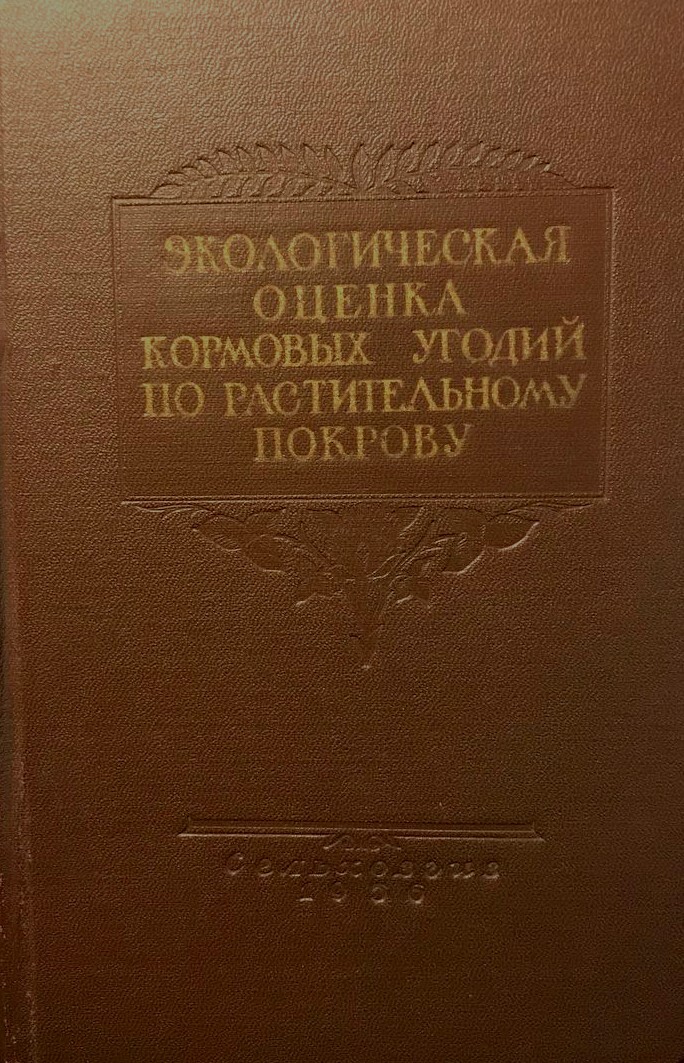 ЭКОЛОГИЧЕСКАЯ
ОЦЕНКА
КОРМОВЫХ УГОДИЙ
ПО РАСТИТЕЛЬНОМУ
ПОКРОВУ
Сельхозгиз
1956